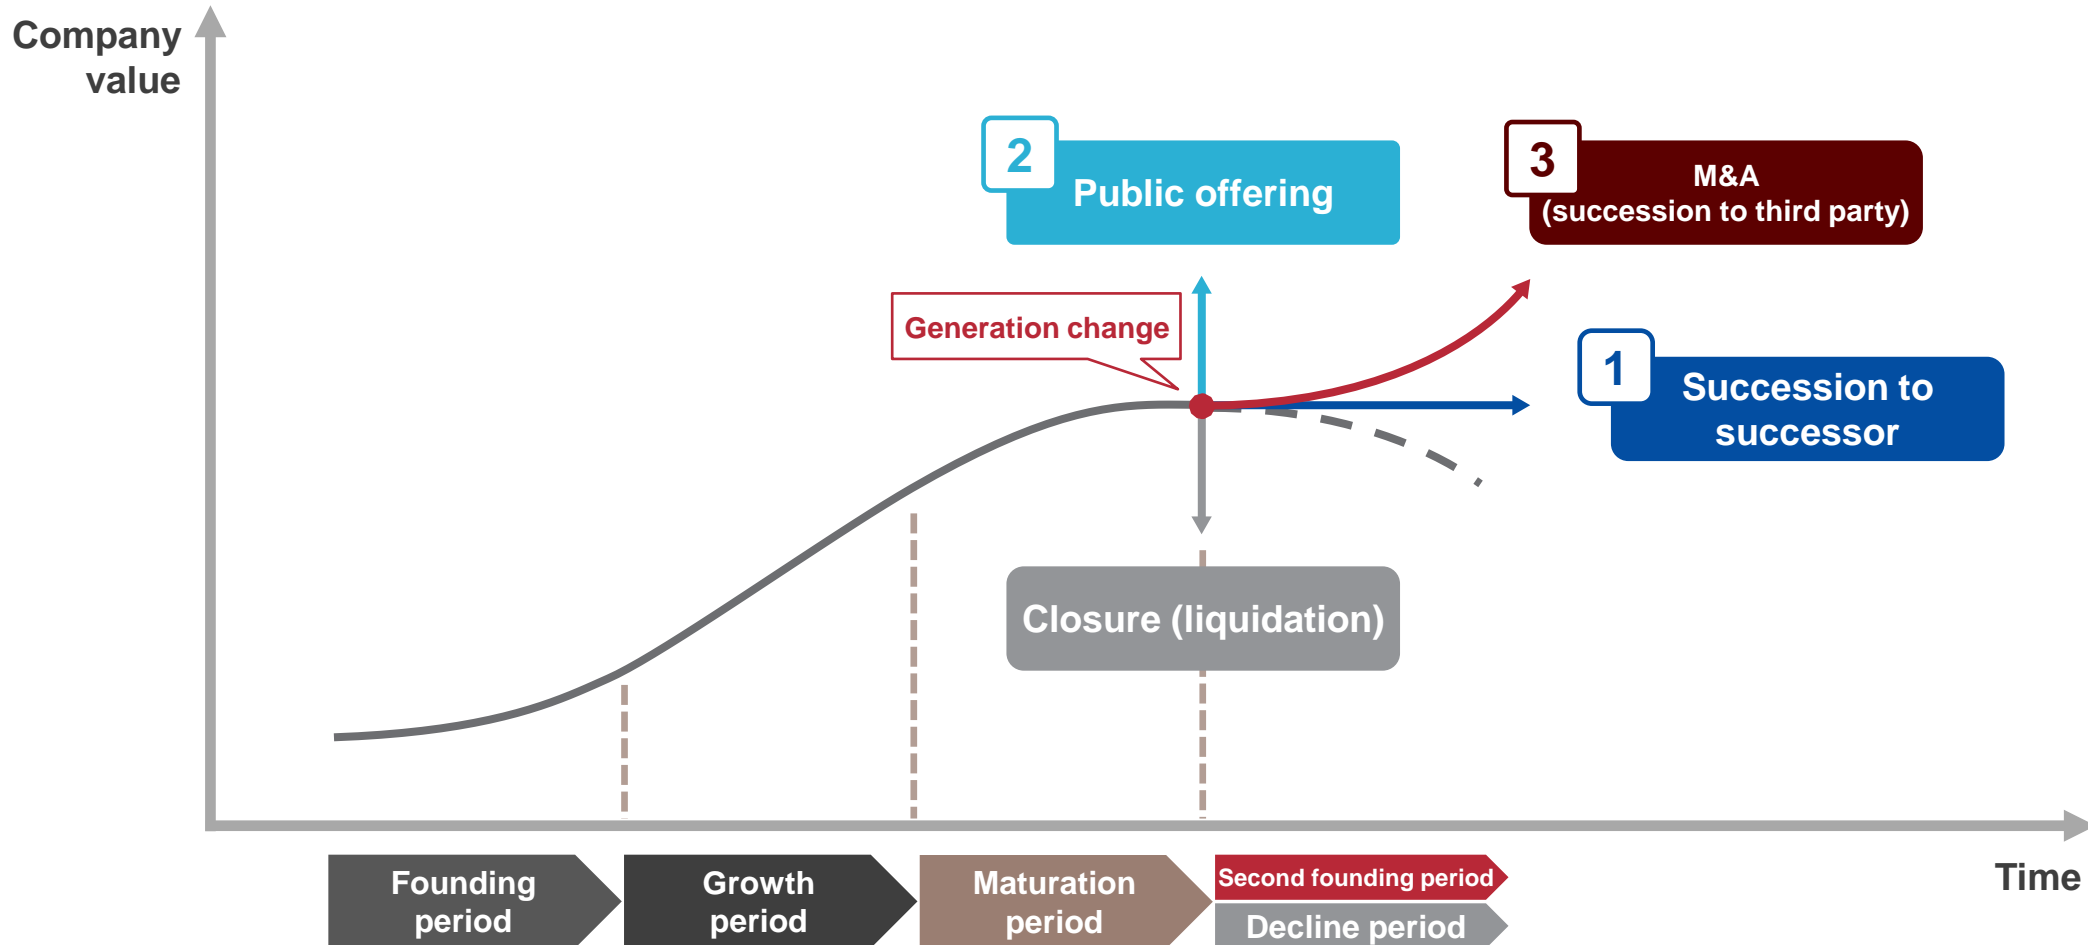 Company
value
2
Public offering
3
M&A
(succession to third party)
Generation change
1
Succession to
successor
Closure (liquidation)
Time
Founding
period
Growth
period
Maturation
period
Second founding period
Decline period